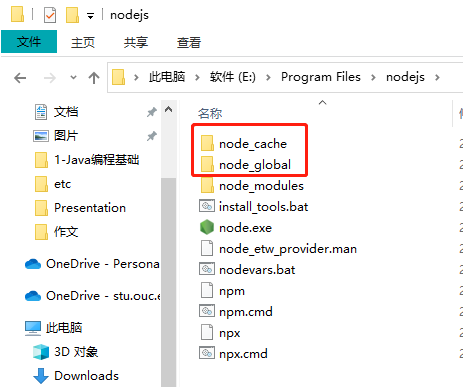 nodejs
文件 主页 共享 查看
此电脑 软件 (E:) Program Files nodejs
文档
图片
1-Java编程基础
etc
Presentation
作文
OneDrive - Persona
OneDrive - stu.ouc.e
此电脑
3D 对象
Downloads
名称
node_cache
node_global
node_modules
install_tools.bat
node.exe
node_etw_provider.man
nodevars.bat
npm
npm.cmd
npx
npx.cmd